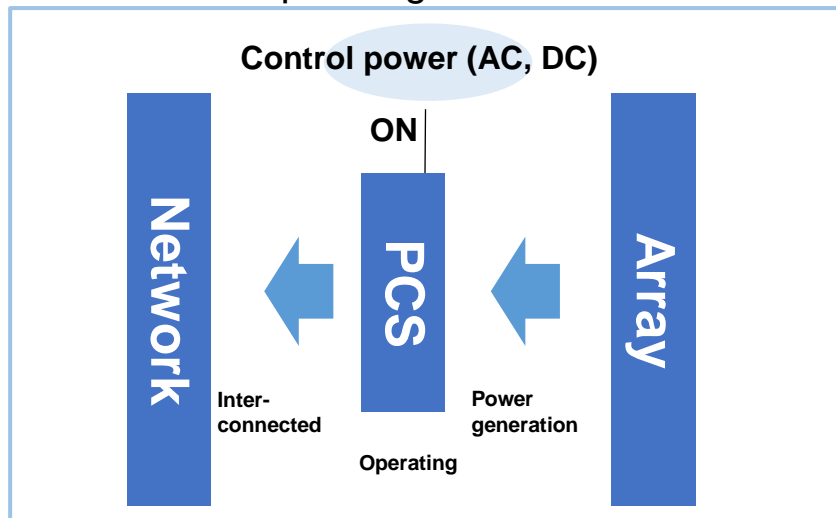 Control power (AC, DC)
ON
Network
PCS
Array
Inter-
connected
Power
generation
Operating